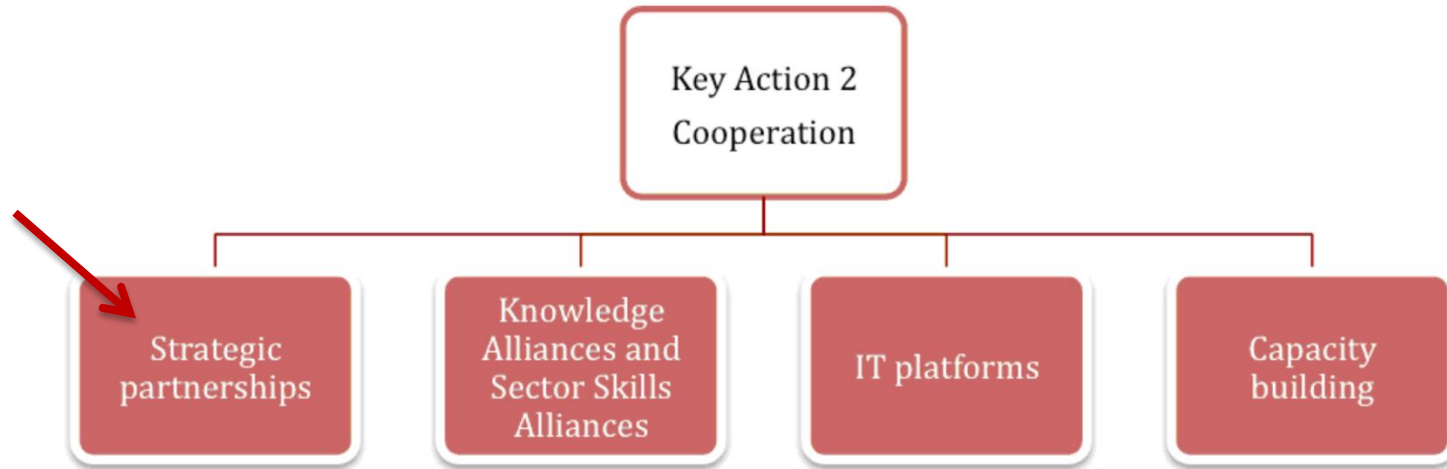 Key Action 2
Cooperation
Strategic
partnerships
Knowledge
Alliances and
Sector Skills
Alliances
IT platforms
Capacity
building